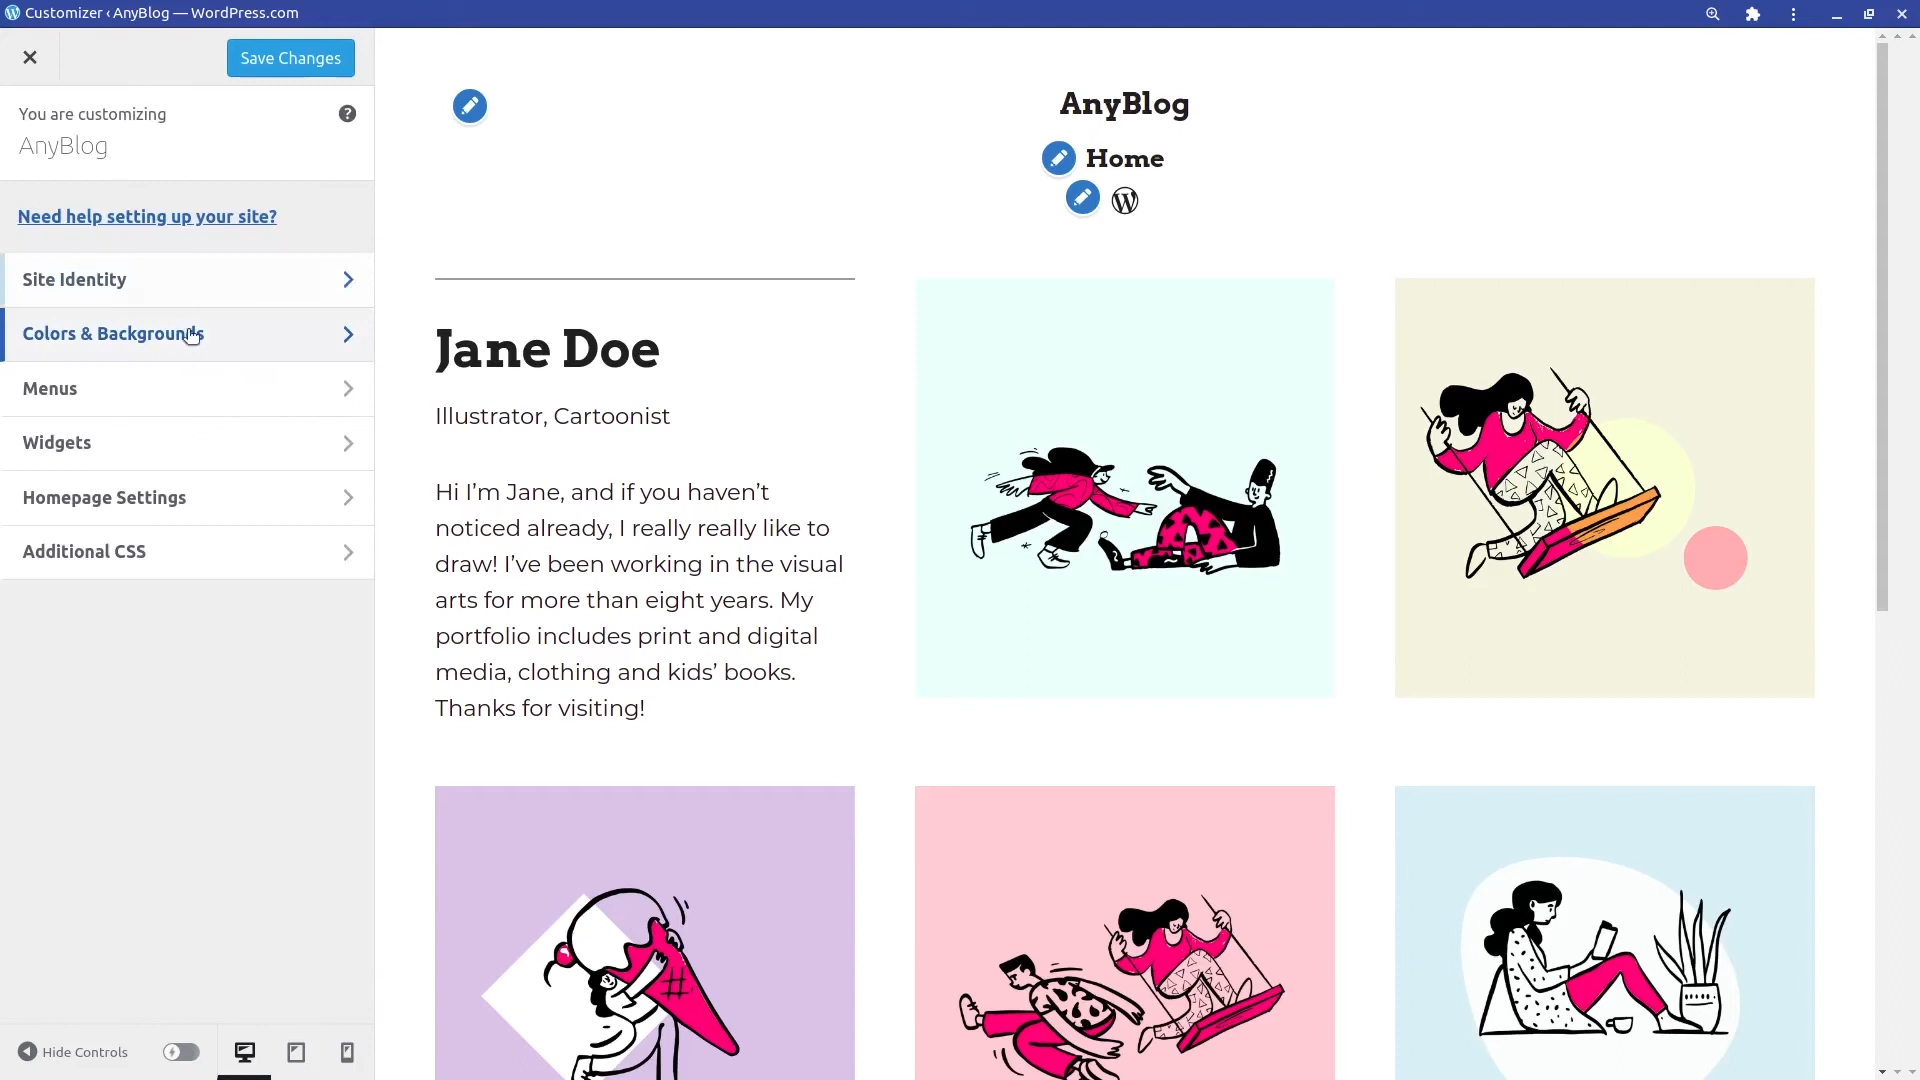 Customizer ‹ AnyBlog — WordPress.com
Save Changes
You are customizing
AnyBlog
Need help setting up your site?
Site Identity
Colors & Backgrounds
Menus
Widgets
Homepage Settings
Additional CSS
Hide Controls
AnyBlog
Home
Jane Doe
Illustrator, Cartoonist
Hi I’m Jane, and if you haven’t
noticed already, I really really like to
draw! I’ve been working in the visual
arts for more than eight years. My
portfolio includes print and digital
media, clothing and kids’ books.
Thanks for visiting!